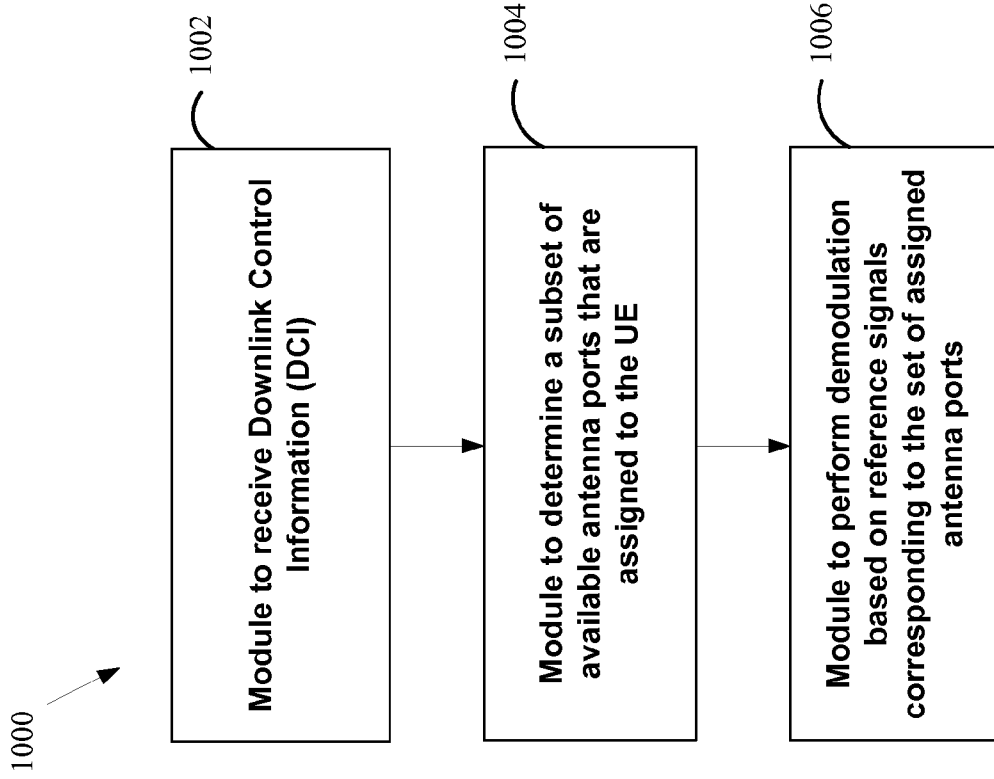 1000
Module to receive Downlink Control
Information (DCI)
1002
Module to determine a subset of
available antenna ports that are
assigned to the UE
1004
Module to perform demodulation
based on reference signals
corresponding to the set of assigned
antenna ports
1006